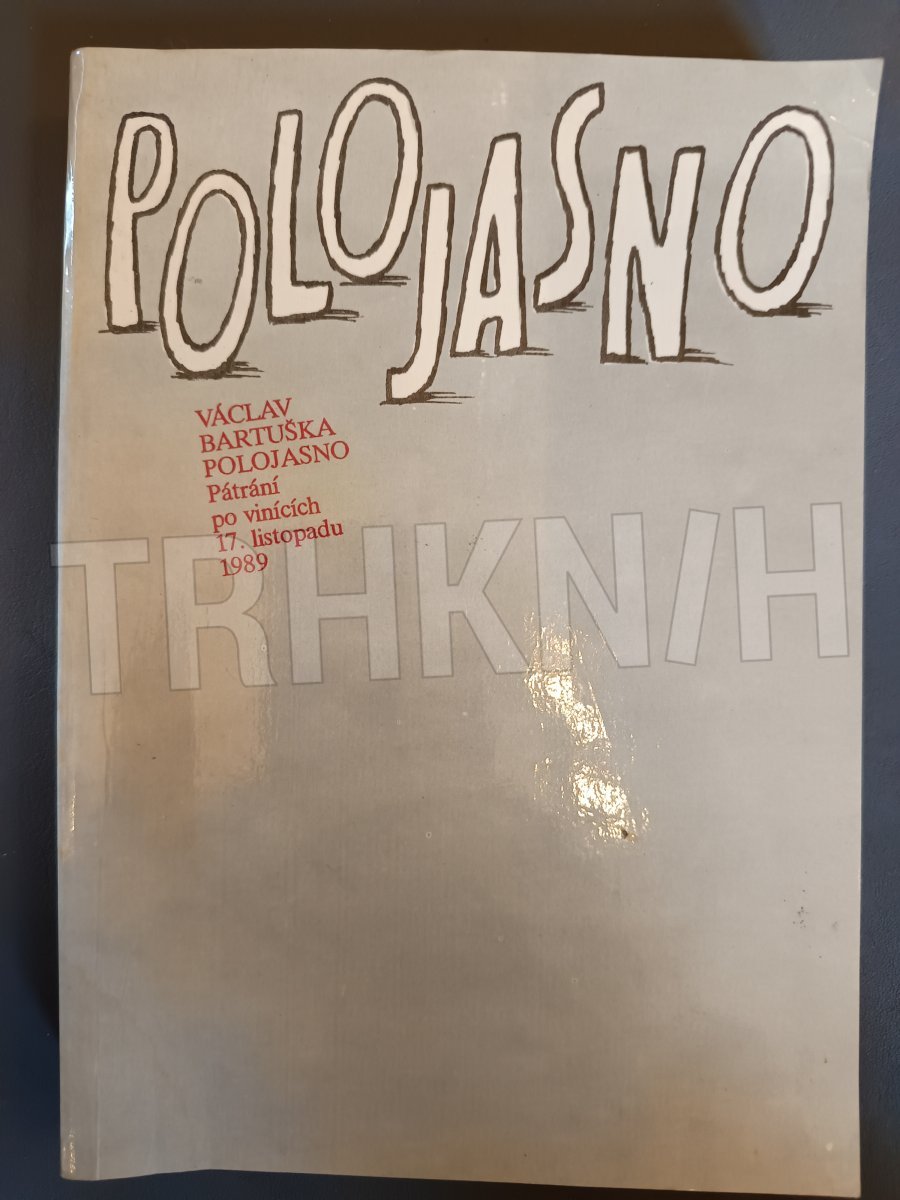 POLOJASNO
VÁCLAV
BARTUŠKA
POLOJASNO
Pátrání
po vinících
17. listopadu
1989
TRHKNIH